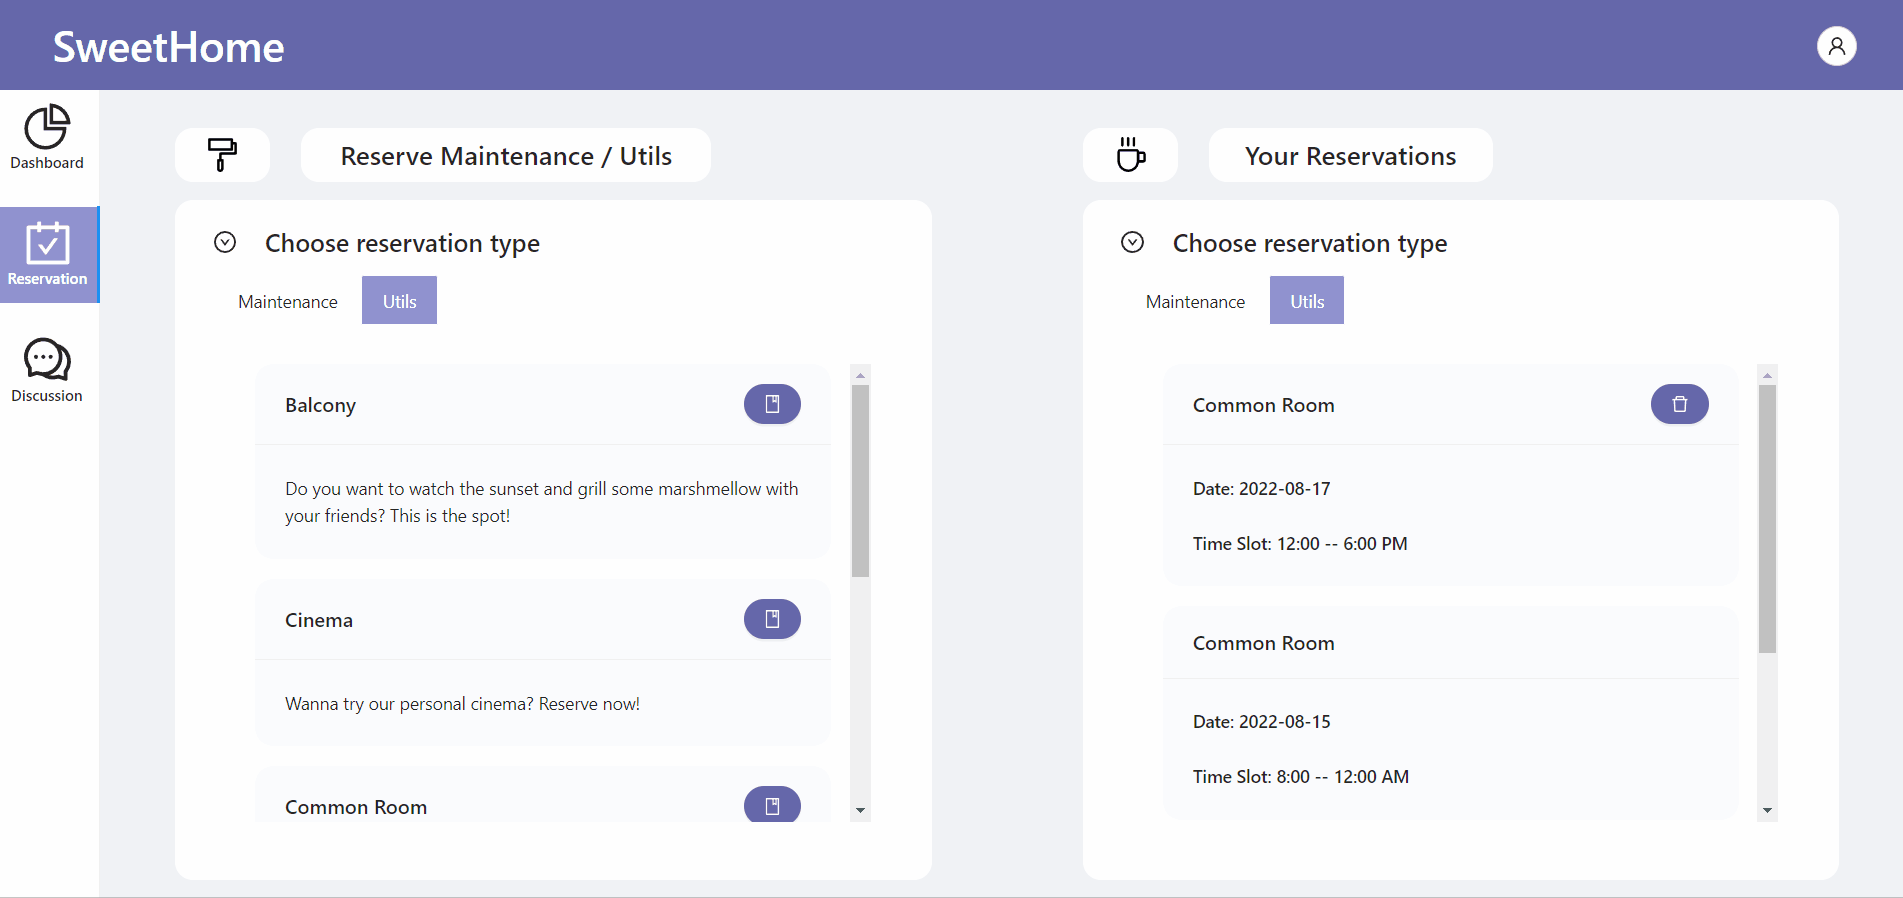 SweetHome
Dashboard
Reservation
Discussion
Reserve Maintenance / Utils
Choose reservation type
Maintenance
Utils
Balcony
Do you want to watch the sunset and grill some marshmellow with
your friends? This is the spot!
Cinema
Wanna try our personal cinema? Reserve now!
Common Room
Your Reservations
Choose reservation type
Maintenance
Utils
Common Room
Date: 2022-08-17
Time Slot: 12:00 -- 6:00 PM
Common Room
Date: 2022-08-15
Time Slot: 8:00 -- 12:00 AM